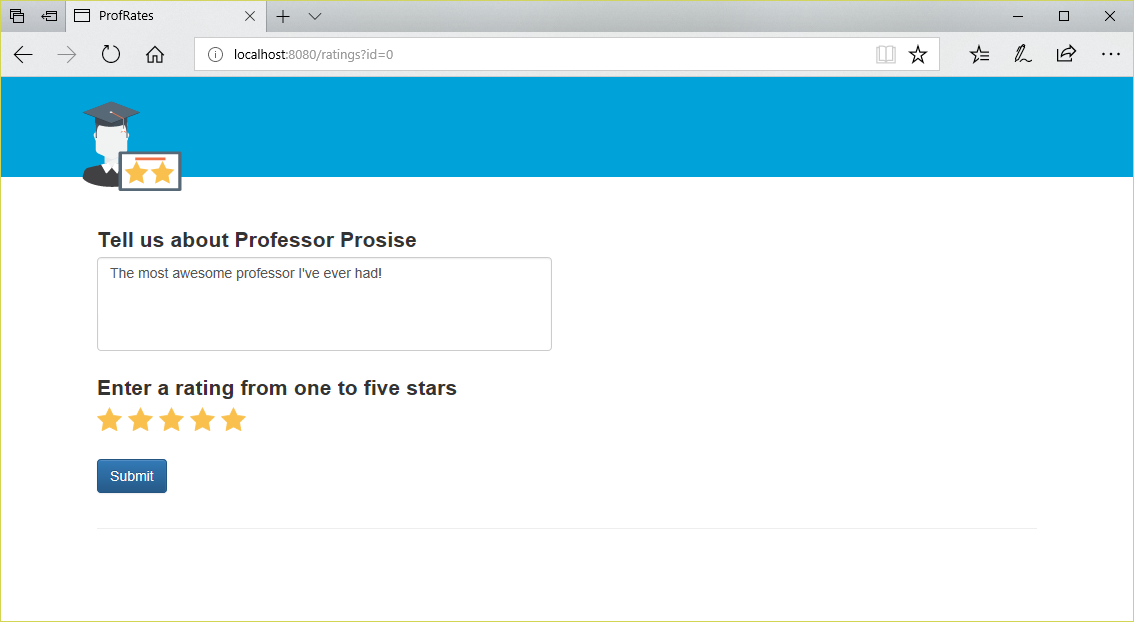 ProfRates
localhost:8080/ratings?id=0
Tell us about Professor Prosise
The most awesome professor I've ever had!
Enter a rating from one to five stars
Submit